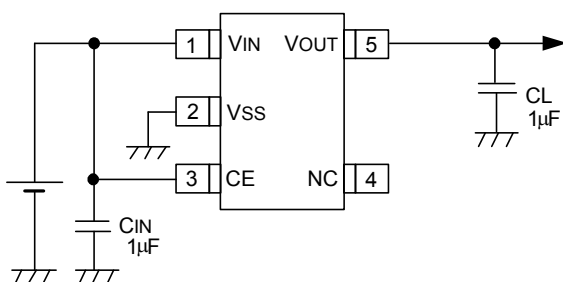 1 VIN VOUT 5
2 VSS
3 CE NC 4
CL
1μF
CIN
1μF